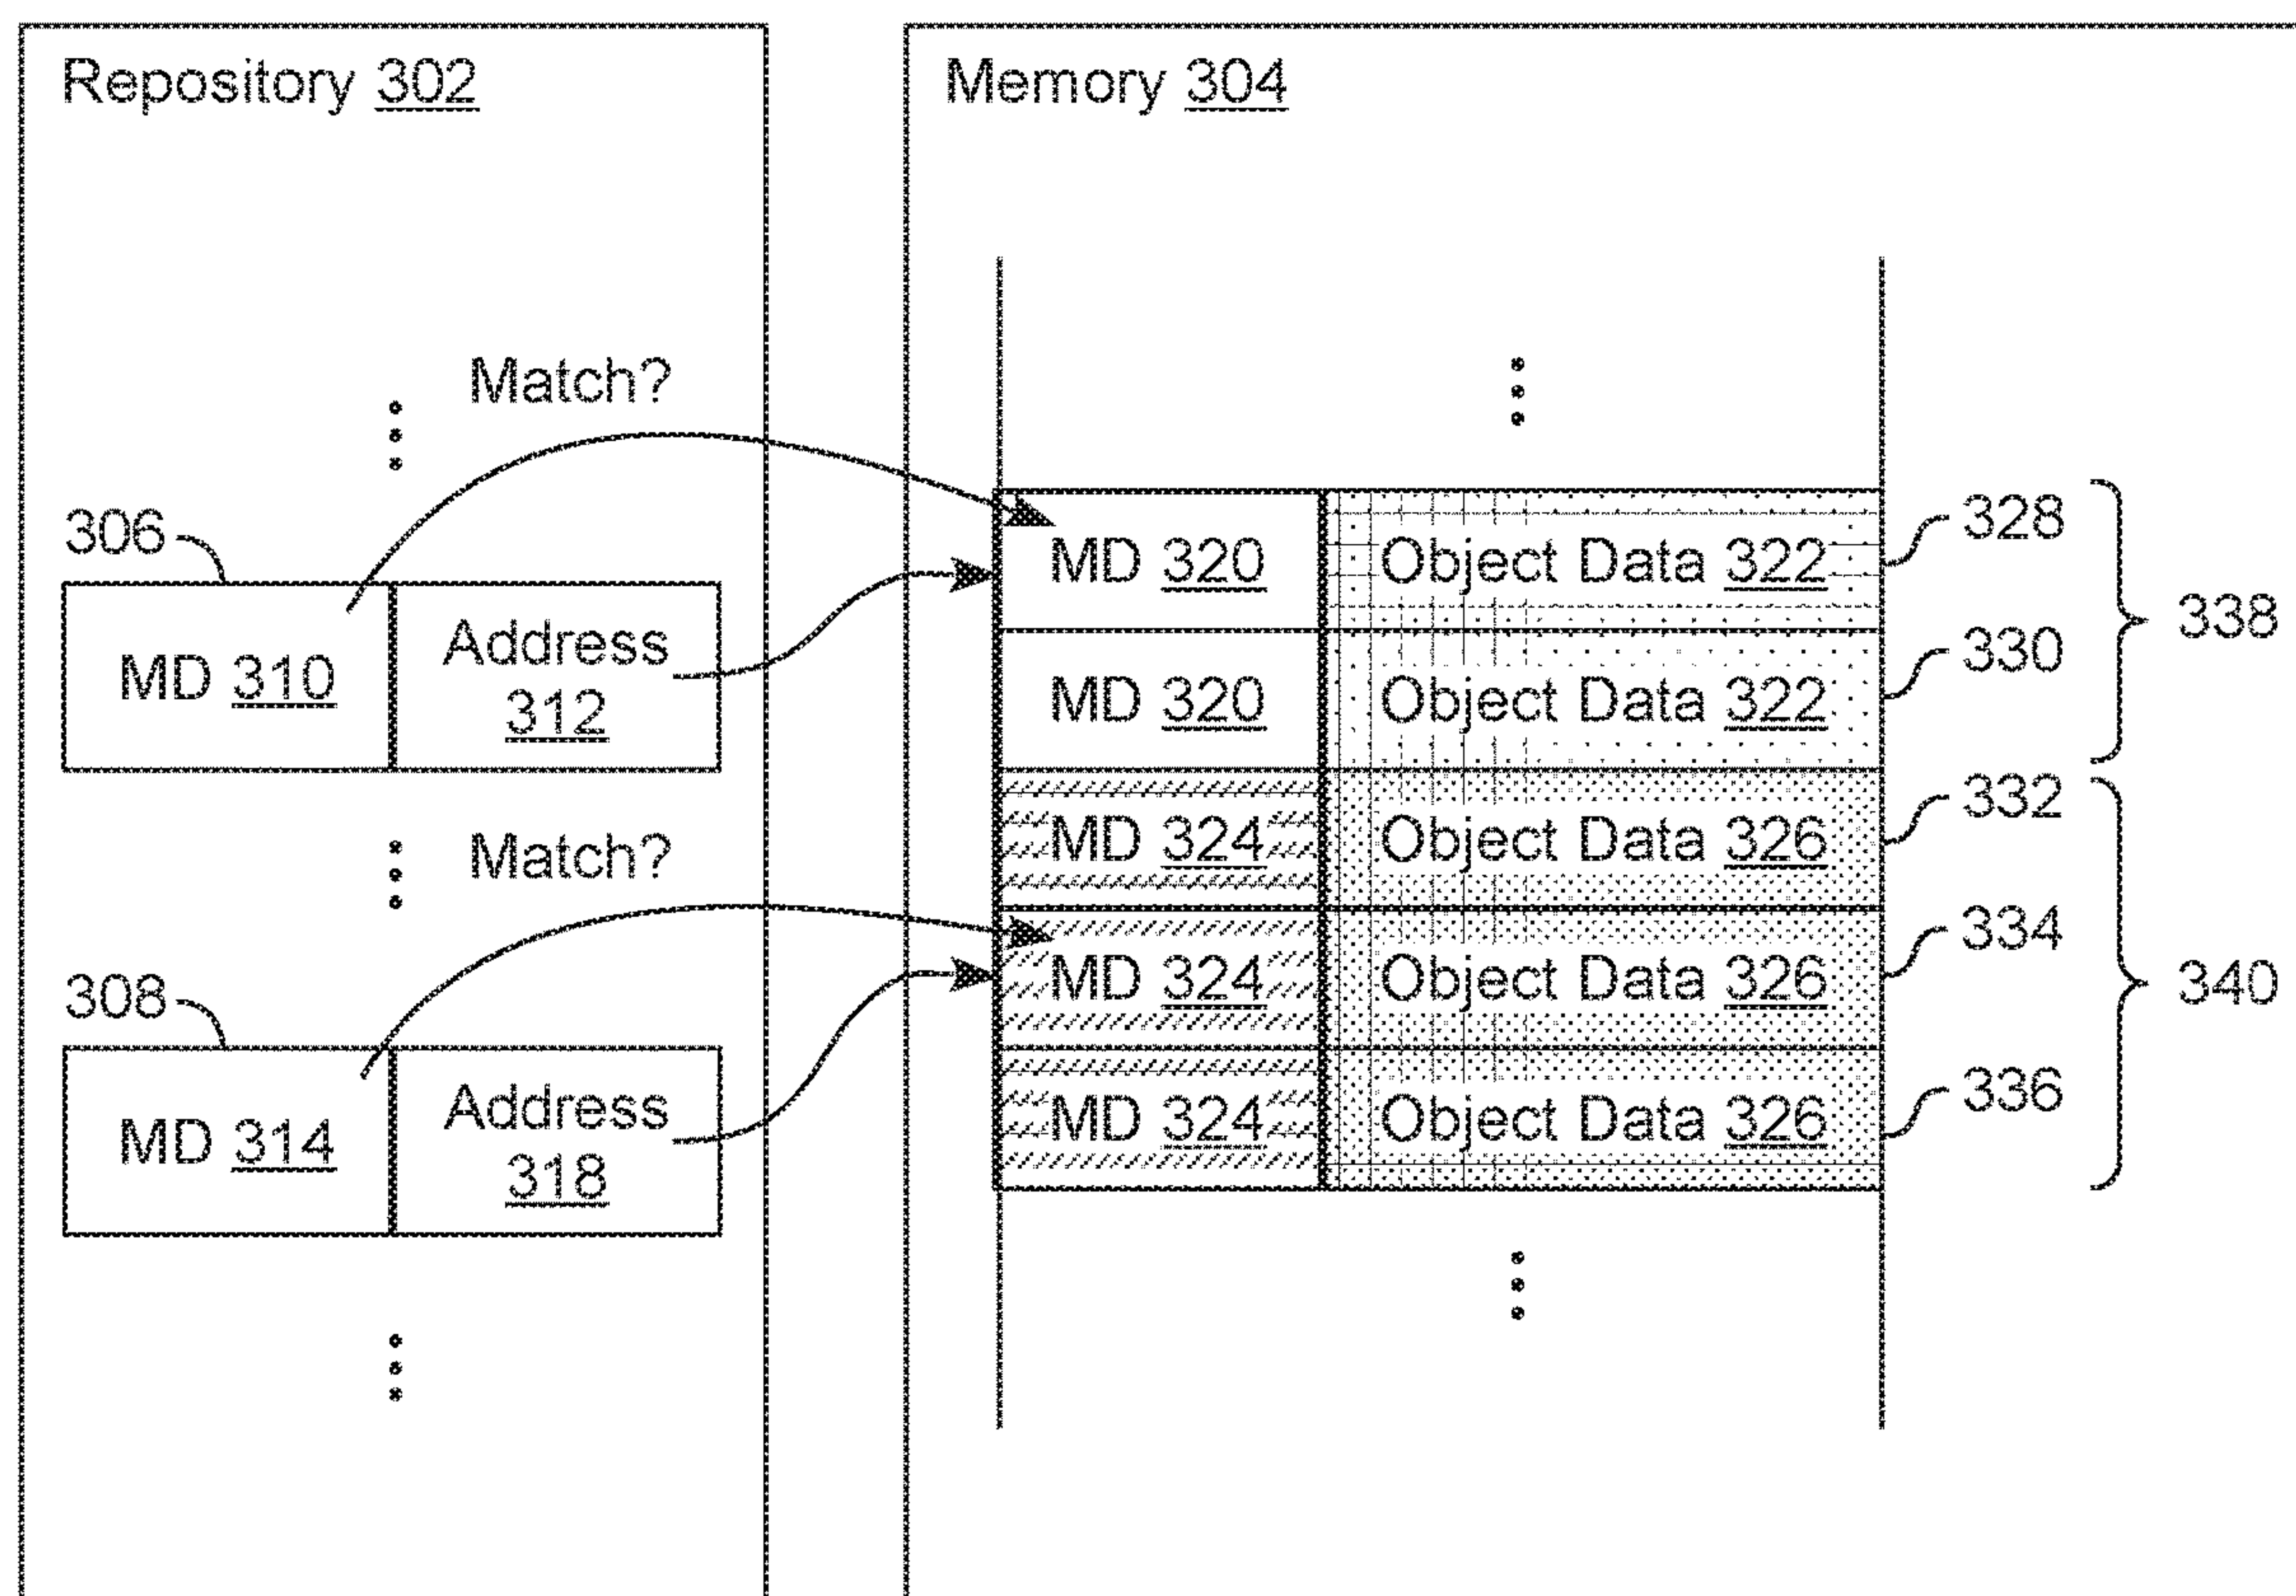 Repository 302
Memory 304
Match?
306
MD 310
Address
312
Match?
308
MD 314
Address
318
MD 320
Object Data 322
328
MD 320
Object Data 322
330
338
MD 324
Object Data 326
332
MD 324
Object Data 326
334
MD 324
Object Data 326
336
340